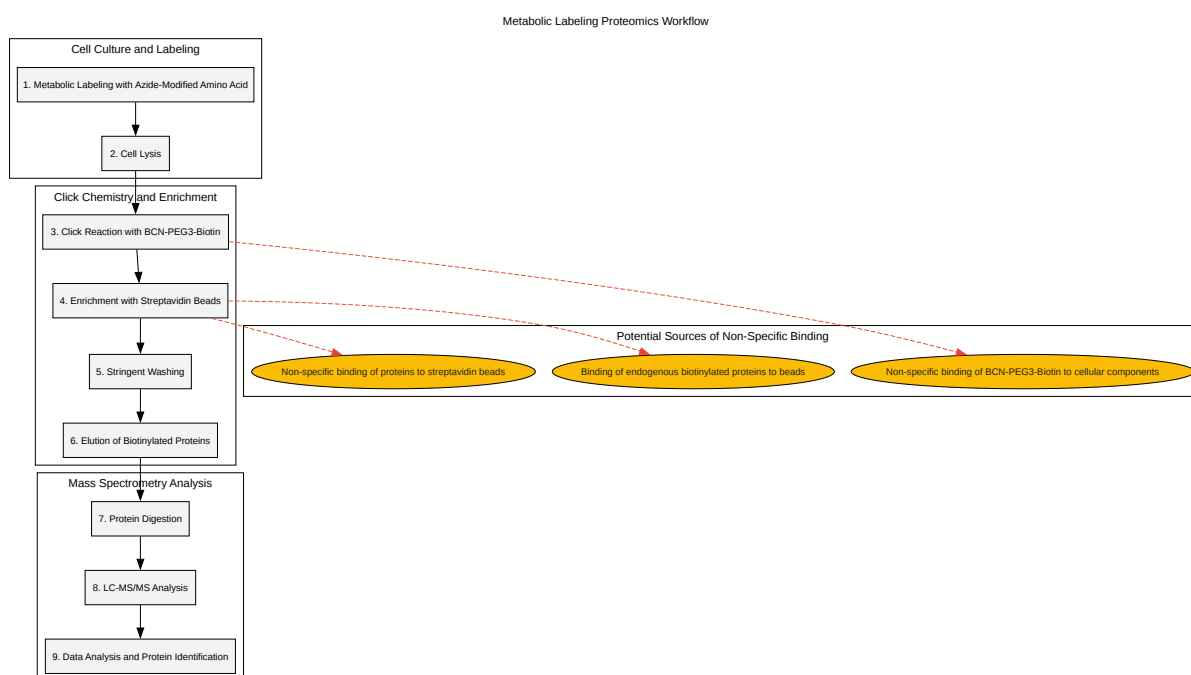 Metabolic Labeling Proteomics Workflow
Cell Culture and Labeling
1. Metabolic Labeling with Azide-Modified Amino Acid
2. Cell Lysis
Click Chemistry and Enrichment
3. Click Reaction with BCN-PEG3-Biotin
4. Enrichment with Streptavidin Beads
5. Stringent Washing
6. Elution of Biotinylated Proteins
Potential Sources of Non-Specific Binding
Non-specific binding of proteins to streptavidin beads
Binding of endogenous biotinylated proteins to beads
Non-specific binding of BCN-PEG3-Biotin to cellular components
Mass Spectrometry Analysis
7. Protein Digestion
8. LC-MS/MS Analysis
9. Data Analysis and Protein Identification